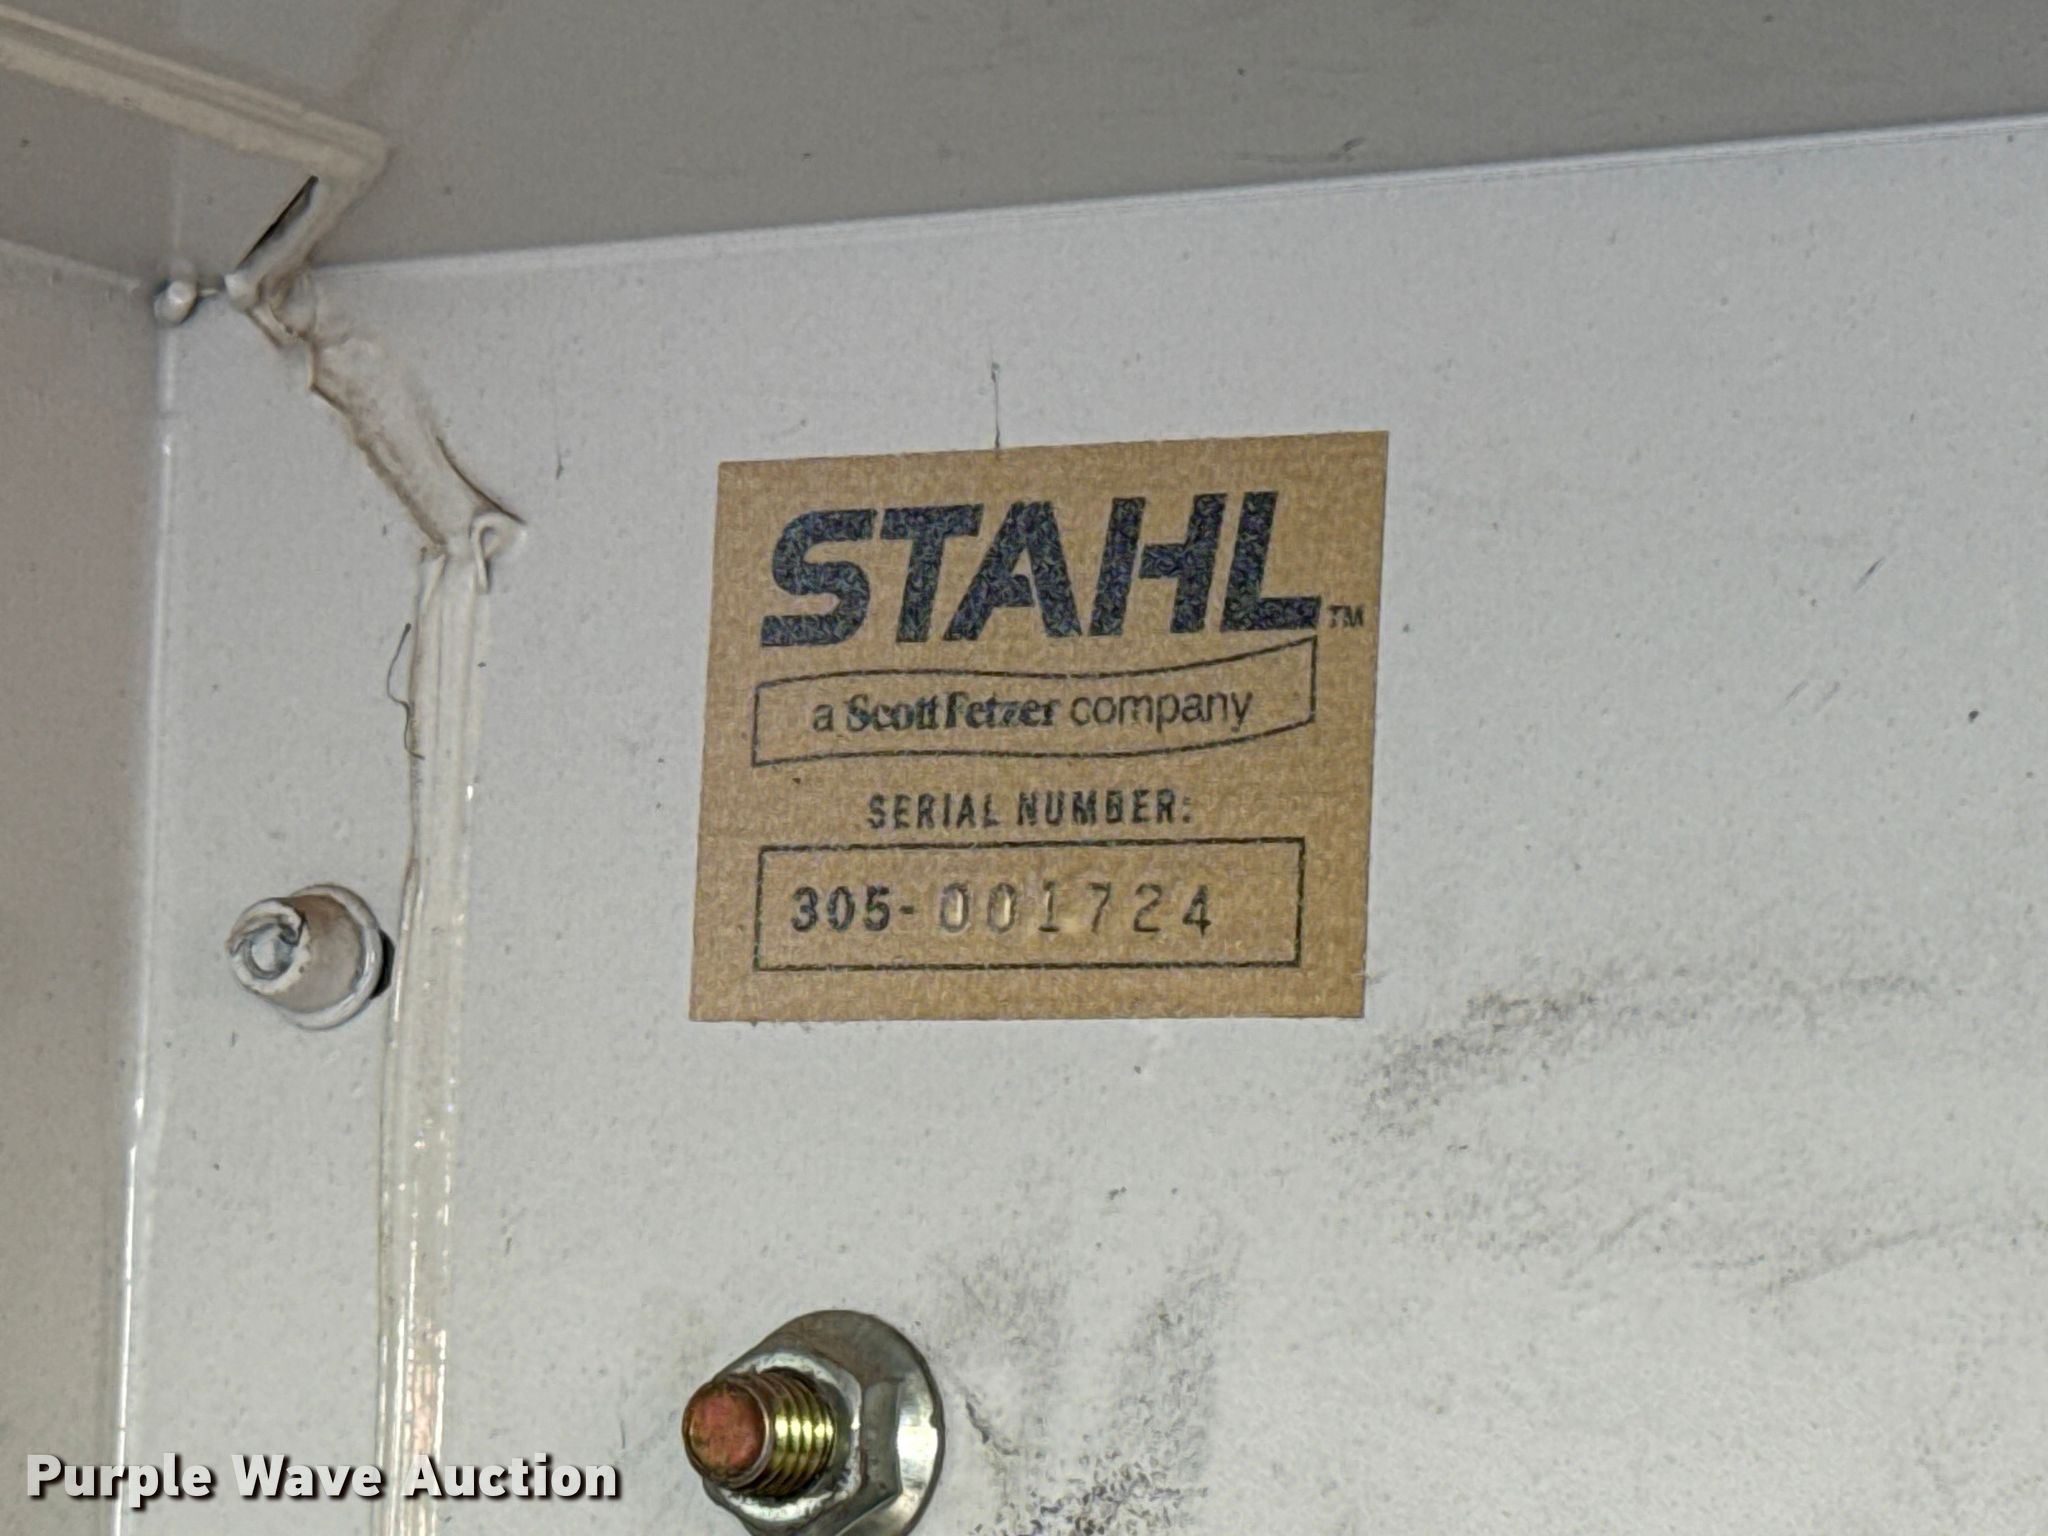 STAHL™
a ScottFetzer company
SERIAL NUMBER:
305-001724
Purple Wave Auction